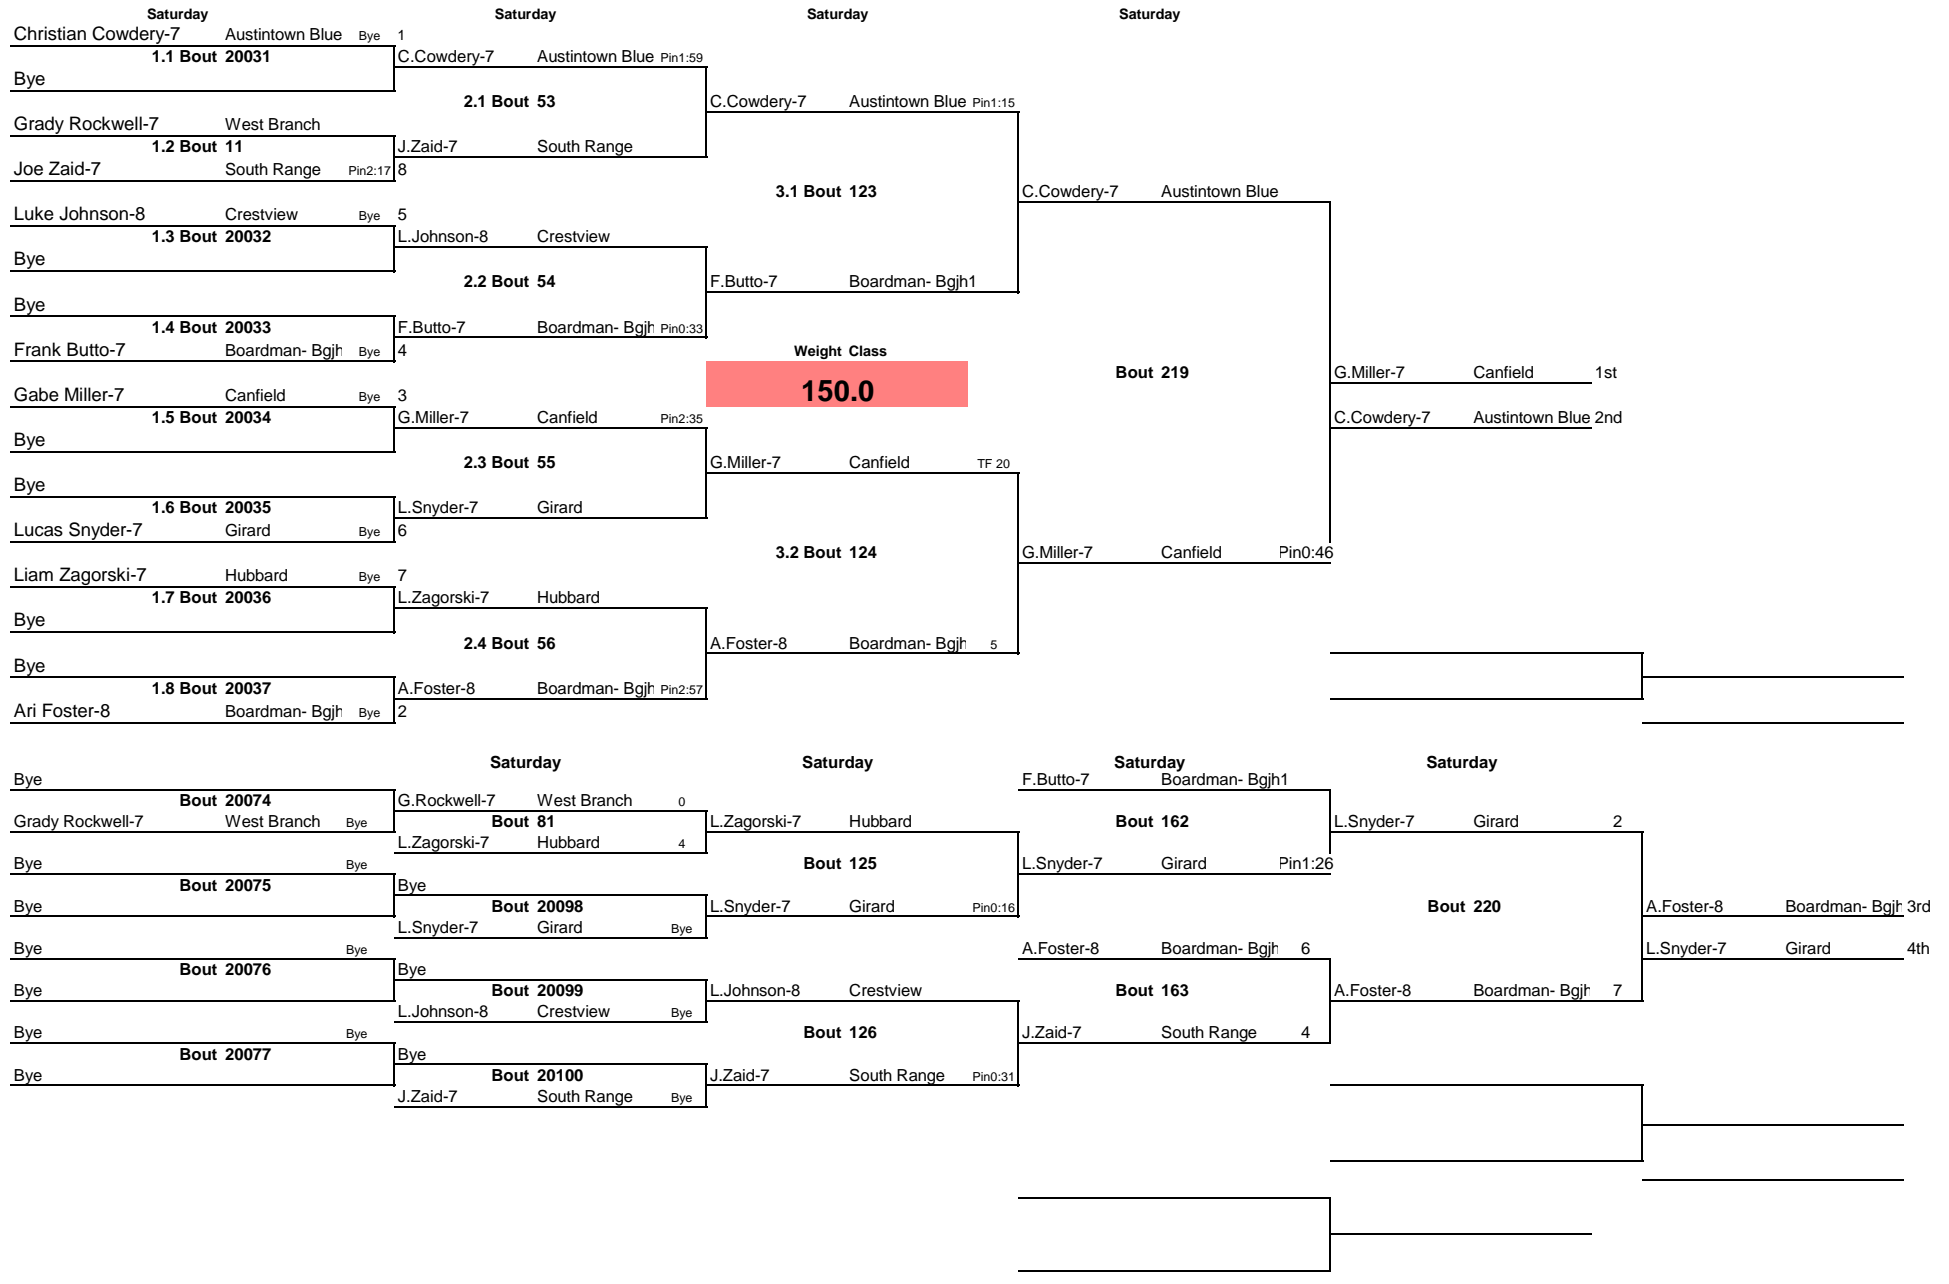 Saturday Saturday Saturday Saturday
Christian Cowdery-7 Austintown Blue Bye 1
1.1 Bout 20031 C.Cowdery-7 Austintown Blue Pin1:59
Bye
2.1 Bout 53 C.Cowdery-7 Austintown Blue Pin1:15
Grady Rockwell-7 West Branch
1.2 Bout 11 J.Zaid-7 South Range
Joe Zaid-7 South Range Pin2:17 8
3.1 Bout 123 C.Cowdery-7 Austintown Blue
Luke Johnson-8 Crestview Bye 5
1.3 Bout 20032 L.Johnson-8 Crestview
Bye
2.2 Bout 54 F.Butto-7 Boardman- Bgjh1
Bye
1.4 Bout 20033 F.Butto-7 Boardman- Bgjh Pin0:33
Frank Butto-7 Boardman- Bgjh Bye 4 Weight Class
Bout 219 G.Miller-7 Canfield 1st
Gabe Miller-7 Canfield Bye 3 150.0
1.5 Bout 20034 G.Miller-7 Canfield Pin2:35 C.Cowdery-7 Austintown Blue 2nd
Bye
2.3 Bout 55 G.Miller-7 Canfield TF 20
Bye
1.6 Bout 20035 L.Snyder-7 Girard
Lucas Snyder-7 Girard Bye 6
3.2 Bout 124 G.Miller-7 Canfield Pin0:46
Liam Zagorski-7 Hubbard Bye 7
1.7 Bout 20036 L.Zagorski-7 Hubbard
Bye
2.4 Bout 56 A.Foster-8 Boardman- Bgjh 5
Bye
1.8 Bout 20037 A.Foster-8 Boardman- Bgjh Pin2:57
Ari Foster-8 Boardman- Bgjh Bye 2
Saturday Saturday Saturday Saturday
Bye F.Butto-7 Boardman- Bgjh1
Bout 20074 G.Rockwell-7 West Branch 0
Grady Rockwell-7 West Branch Bye Bout 81 L.Zagorski-7 Hubbard Bout 162 L.Snyder-7 Girard 2
L.Zagorski-7 Hubbard 4
Bye Bye Bout 125 L.Snyder-7 Girard Pin1:26
Bout 20075 Bye
Bye Bout 20098 L.Snyder-7 Girard Pin0:16 Bout 220 A.Foster-8 Boardman- Bgjh 3rd
L.Snyder-7 Girard Bye
Bye Bye A.Foster-8 Boardman- Bgjh 6 L.Snyder-7 Girard 4th
Bout 20076 Bye
Bye Bout 20099 L.Johnson-8 Crestview Bout 163 A.Foster-8 Boardman- Bgjh 7
L.Johnson-8 Crestview Bye
Bye Bye Bout 126 J.Zaid-7 South Range 4
Bout 20077 Bye
Bye Bout 20100 J.Zaid-7 South Range Pin0:31
J.Zaid-7 South Range Bye